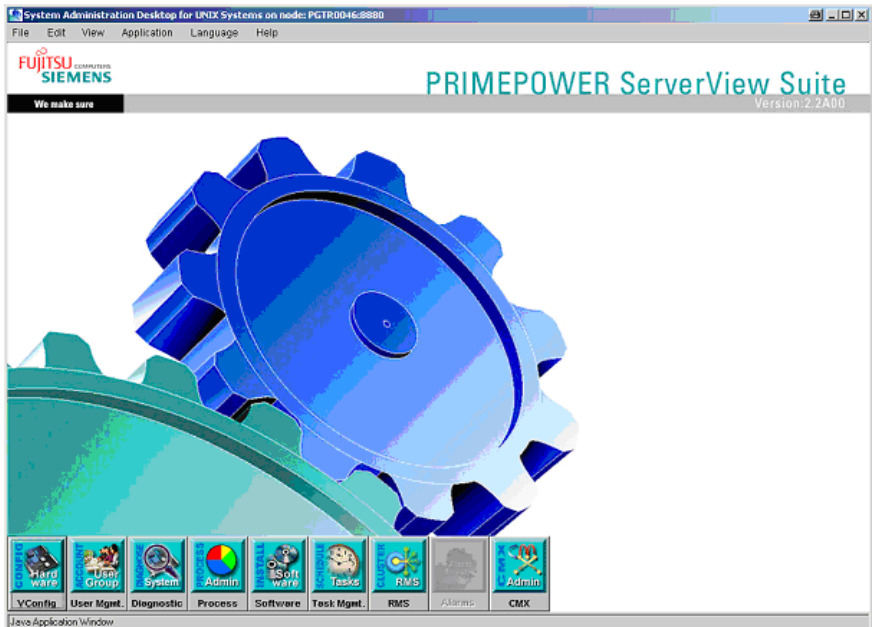 System Administration Desktop for UNIX Systems on node: PGTR0046:8880
File Edit View Application Language Help
FUJITSU COMPUTERS
SIEMENS
PRIMEPOWER ServerView Suite
We make sure
Version:2.2A00
CONFIG
Hard ware
ACCOUNT
User Group
DIAGNOSE
System
PROCESS
Admin
INSTALL
Soft ware
SCHEDULE
Tasks
CLUSTER
RMS
CMX
Admin
VConfig User Mgmt. Diagnostic Process Software Task Mgmt. RMS Alarms CMX
Java Application Window